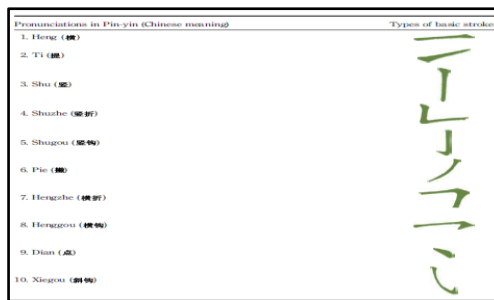 Pronunciations in Pin-yin (Chinese meaning) Types of basic strokes
1. Heng (横)
2. Ti (提)
3. Shu (竖)
4. Shuzhe (竖折)
5. Shugou (竖钩)
6. Pie (撇)
7. Hengzhe (横折)
8. Henggou (横钩)
9. Dian (点)
10. Xiegou (斜钩)